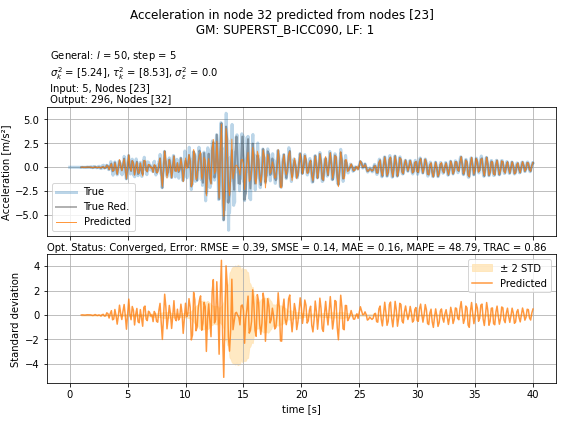 Acceleration in node 32 predicted from nodes [23]
GM: SUPERST_B-ICC090, LF: 1
General: l = 50, step = 5
σ²ₖ = [5.24], τ²ₖ = [8.53], σ²ε = 0.0
Input: 5, Nodes [23]
Output: 296, Nodes [32]
Acceleration [m/s²]
5.0
2.5
0.0
−2.5
−5.0
True
True Red.
Predicted
Opt. Status: Converged, Error: RMSE = 0.39, SMSE = 0.14, MAE = 0.16, MAPE = 48.79, TRAC = 0.86
Standard deviation
4
2
0
−2
−4
± 2 STD
Predicted
0 5 10 15 20 25 30 35 40
time [s]